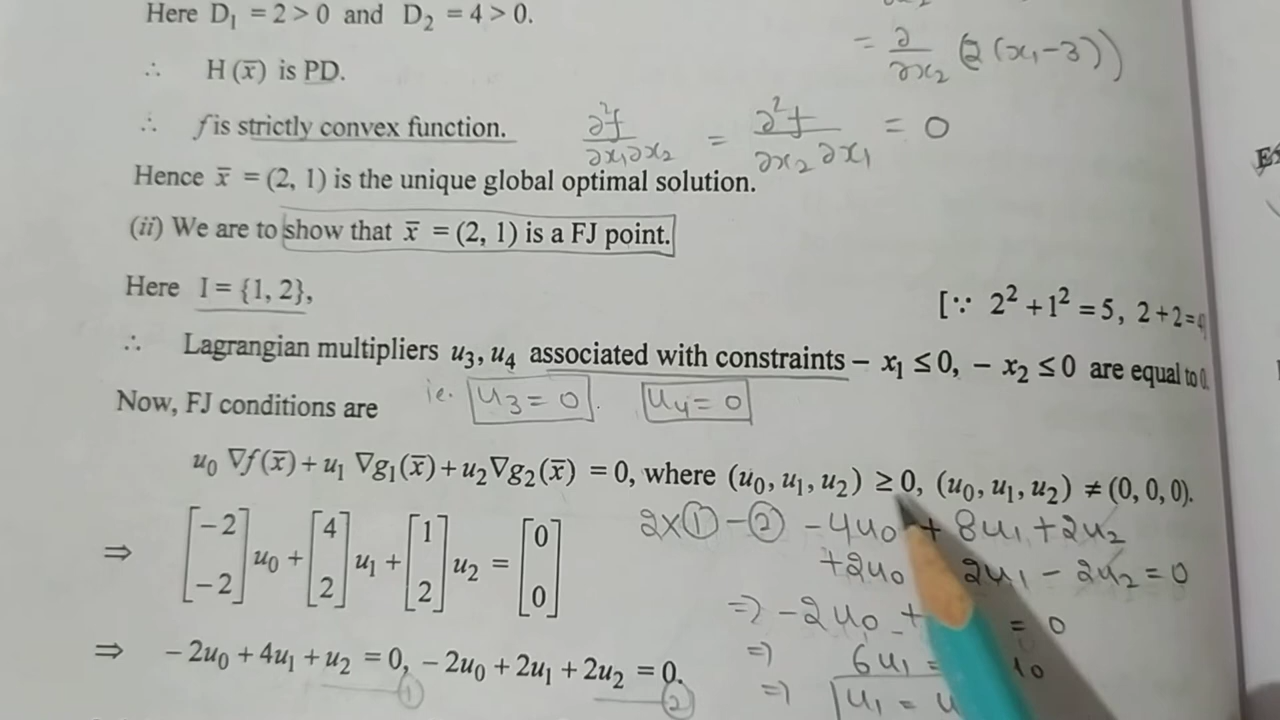 Here D₁ = 2 > 0 and D₂ = 4 > 0.
= ∂/∂x₂ (2(x₁-3))
∴ H(x̄) is PD.
∴ f is strictly convex function.
∂²f/∂x₁∂x₂ = ∂²f/∂x₂∂x₁ = 0
Hence x̄ = (2, 1) is the unique global optimal solution.
(ii) We are to show that x̄ = (2, 1) is a FJ point.
Here I = {1, 2},
[∵ 2² + 1² = 5, 2+2=4
∴ Lagrangian multipliers u₃, u₄ associated with constraints – x₁ ≤ 0, – x₂ ≤ 0 are equal to 0.
Now, FJ conditions are
ie. u₃ = 0. u₄ = 0
u₀ ∇f(x̄) + u₁ ∇g₁(x̄) + u₂∇g₂(x̄) = 0, where (u₀, u₁, u₂) ≥ 0, (u₀, u₁, u₂) ≠ (0, 0, 0).
⇒ [-2 -2] u₀ + [4 2] u₁ + [1 2] u₂ = [0 0]
2×① - ② -4u₀ + 8u₁ + 2u₂
+2u₀ 2u₁ - 2u₂ = 0
⇒ -2u₀ + = 0
⇒ - 2u₀ + 4u₁ + u₂ = 0, - 2u₀ + 2u₁ + 2u₂ = 0.
① ②
⇒ 6u₁ =
⇒ u₁ =